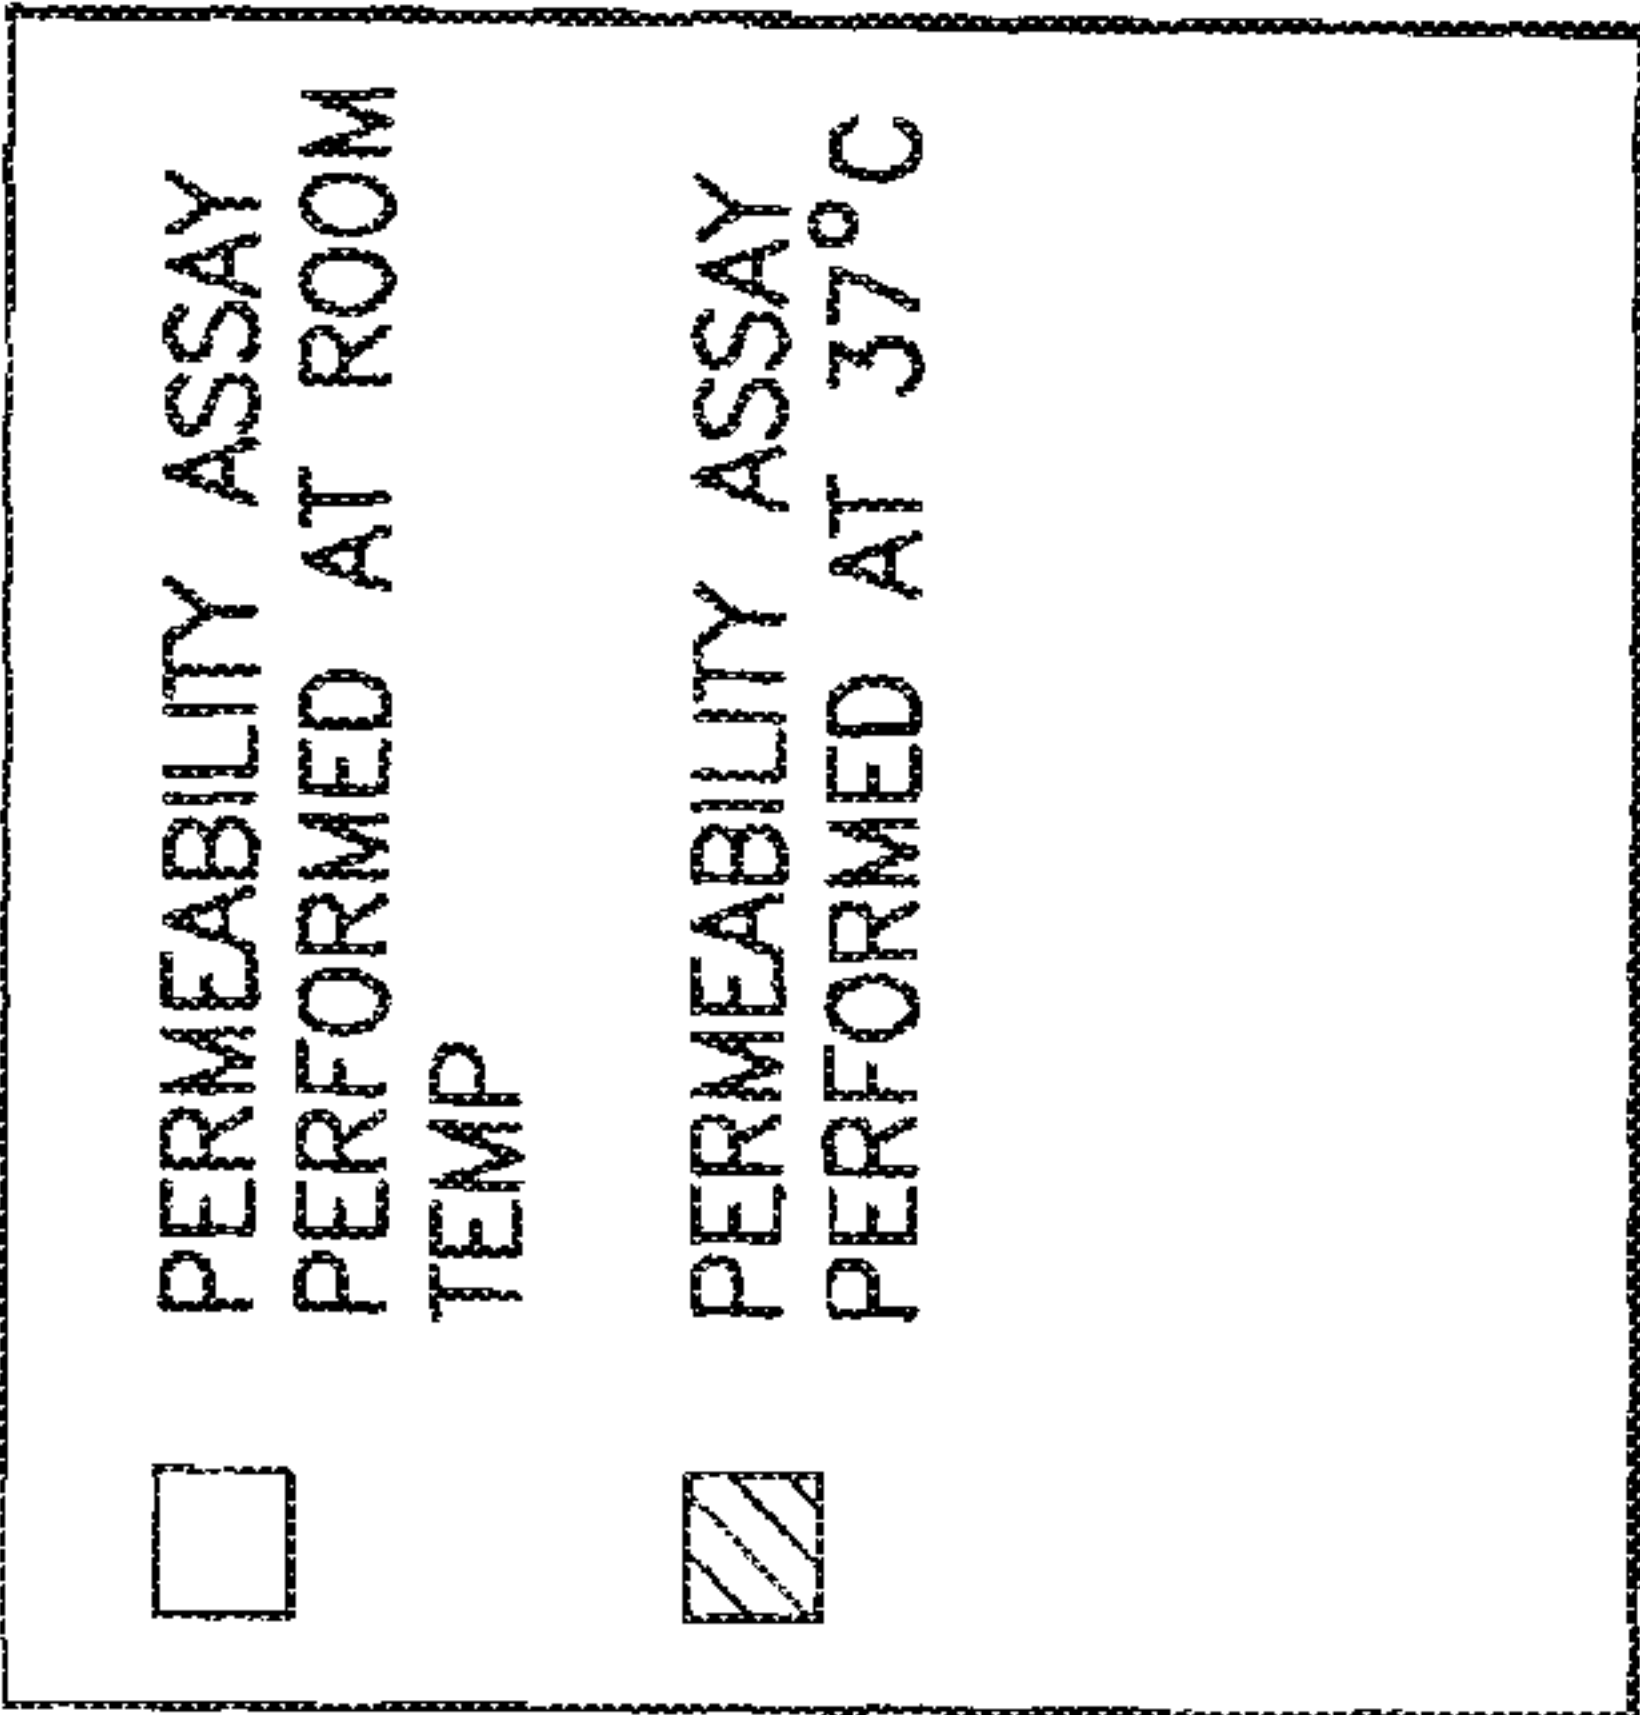 PERMEABILITY ASSAY
PERFORMED AT ROOM
TEMP
PERMEABILITY ASSAY
PERFORMED AT 37°C